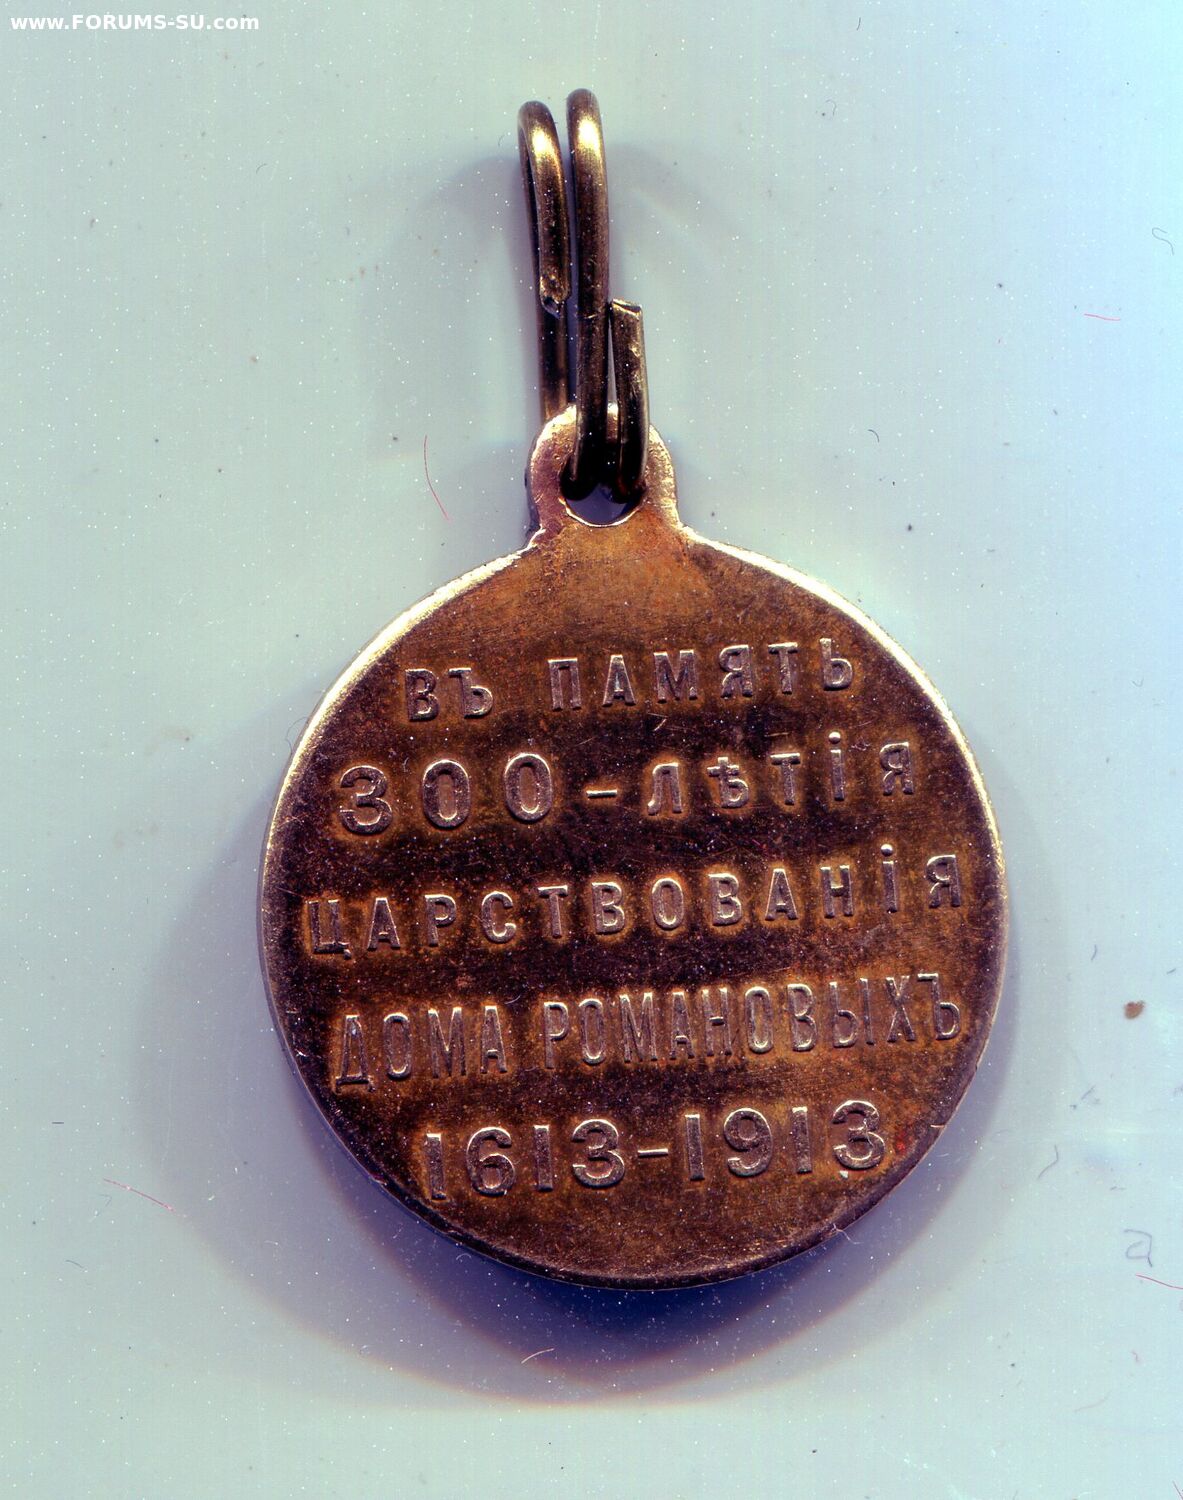 www.FORUMS-SU.com
ВЪ ПАМЯТЬ
300-ЛѢТІЯ
ЦАРСТВОВАНІЯ
ДОМА РОМАНОВЫХЪ
1613-1913